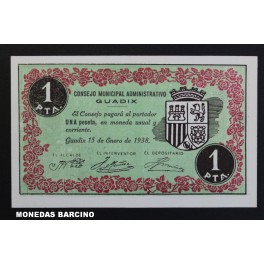 CONSEJO MUNICIPAL ADMINISTRATIVO
GUADIX
1
PTA.
El Consejo pagará al portador
UNA peseta, en moneda usual y
corriente.
Guadix 15 de Enero de 1938.
EL ALCALDE EL INTERVENTOR EL DEPOSITARIO
1
PTA.
MONEDAS BARCINO